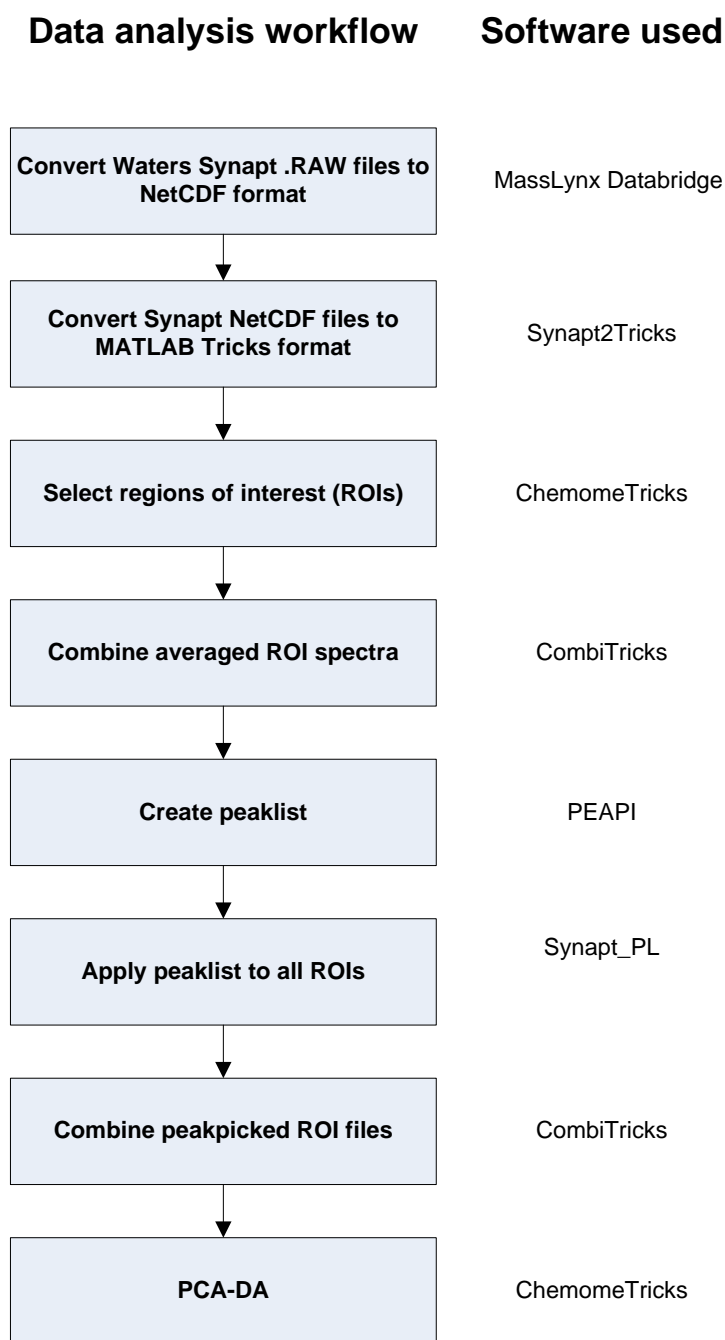 Data analysis workflow Software used
Convert Waters Synapt .RAW files to
NetCDF format
MassLynx Databridge
Convert Synapt NetCDF files to
MATLAB Tricks format
Synapt2Tricks
Select regions of interest (ROIs)
ChemomeTricks
Combine averaged ROI spectra
CombiTricks
Create peaklist
PEAPI
Apply peaklist to all ROIs
Synapt_PL
Combine peakpicked ROI files
CombiTricks
PCA-DA
ChemomeTricks